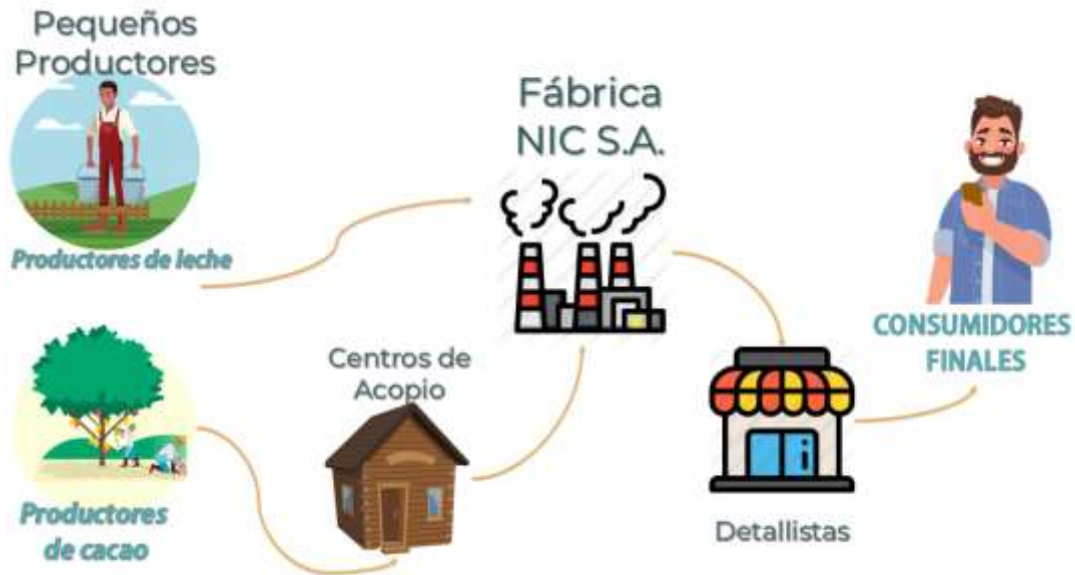 Pequeños
Productores
Productores de leche
Fábrica
NIC S.A.
CONSUMIDORES
FINALES
Centros de
Acopio
Productores
de cacao
Detallistas